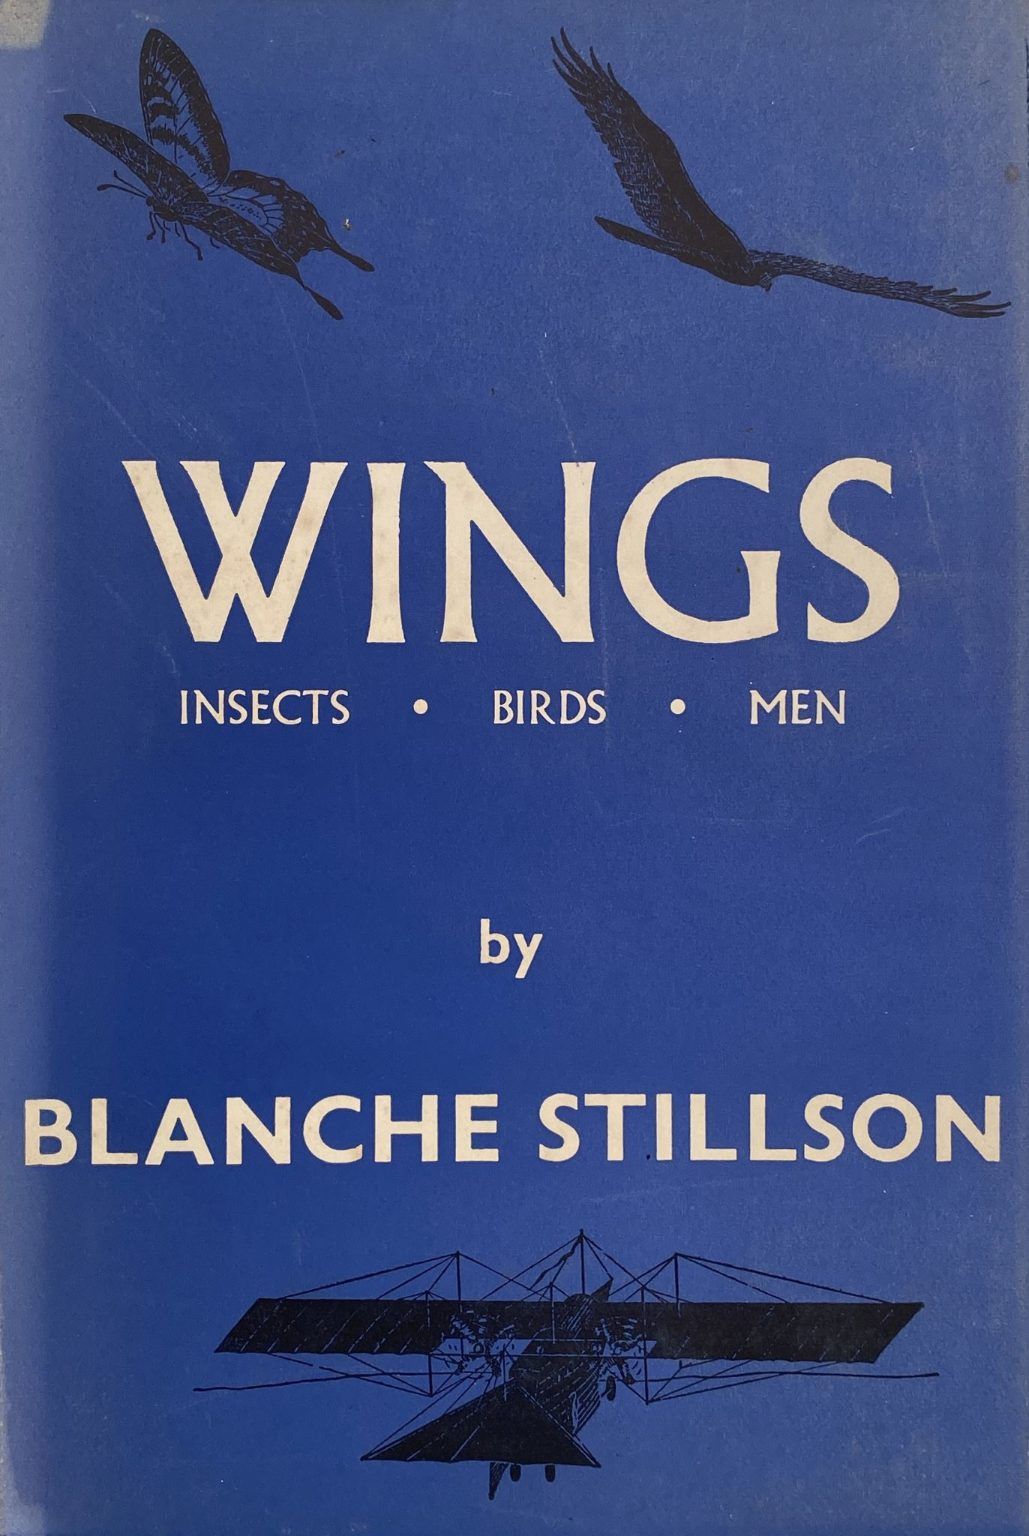 WINGS
INSECTS • BIRDS • MEN
by
BLANCHE STILLSON